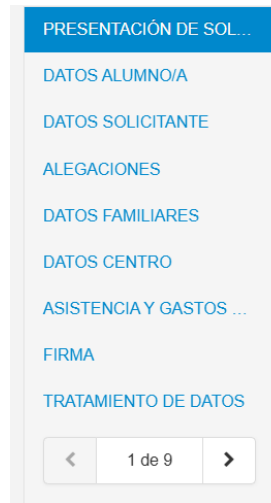 PRESENTACIÓN DE SOL...
DATOS ALUMNO/A
DATOS SOLICITANTE
ALEGACIONES
DATOS FAMILIARES
DATOS CENTRO
ASISTENCIA Y GASTOS ...
FIRMA
TRATAMIENTO DE DATOS
1 de 9